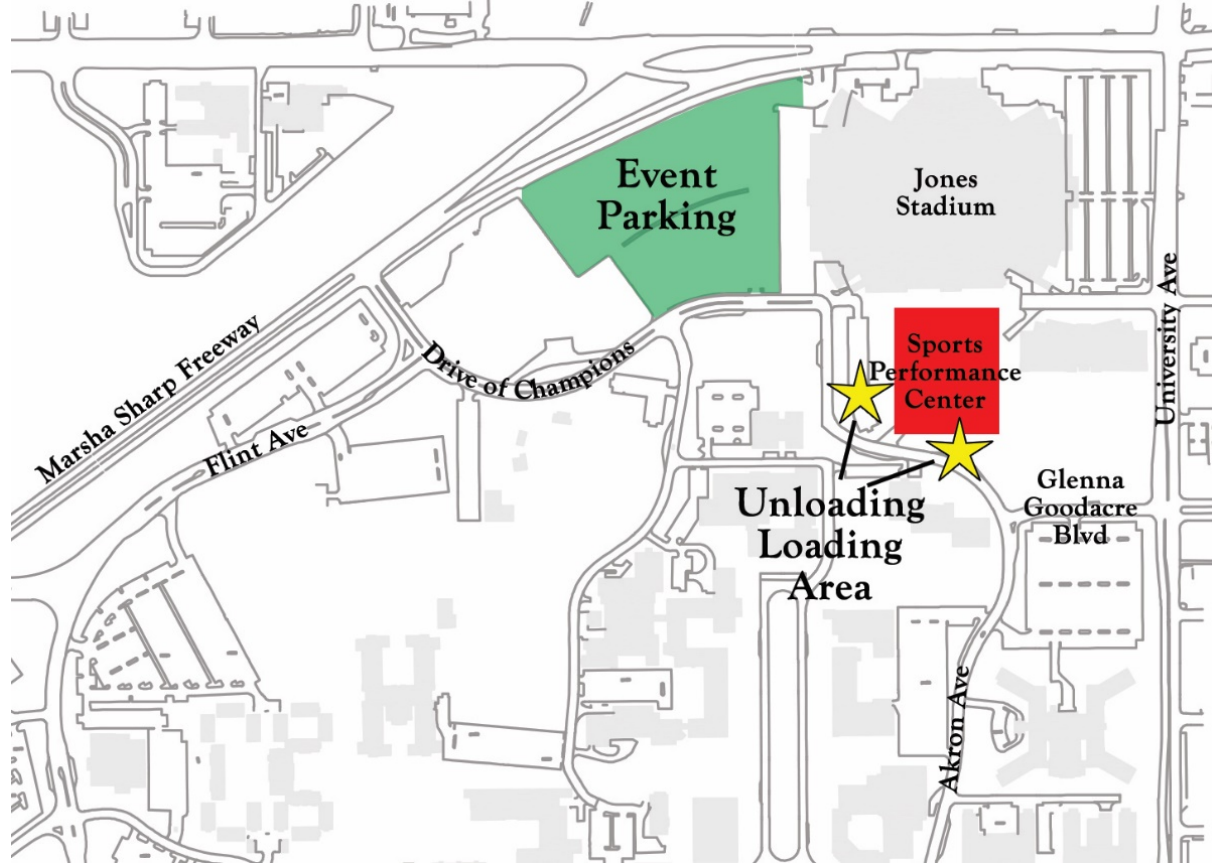 Event
Parking
Jones
Stadium
University Ave
Sports
Performance
Center
Marsha Sharp Freeway
Drive of Champions
Flint Ave
Unloading
Loading
Area
Glenna
Goodacre
Blvd
Akron Ave